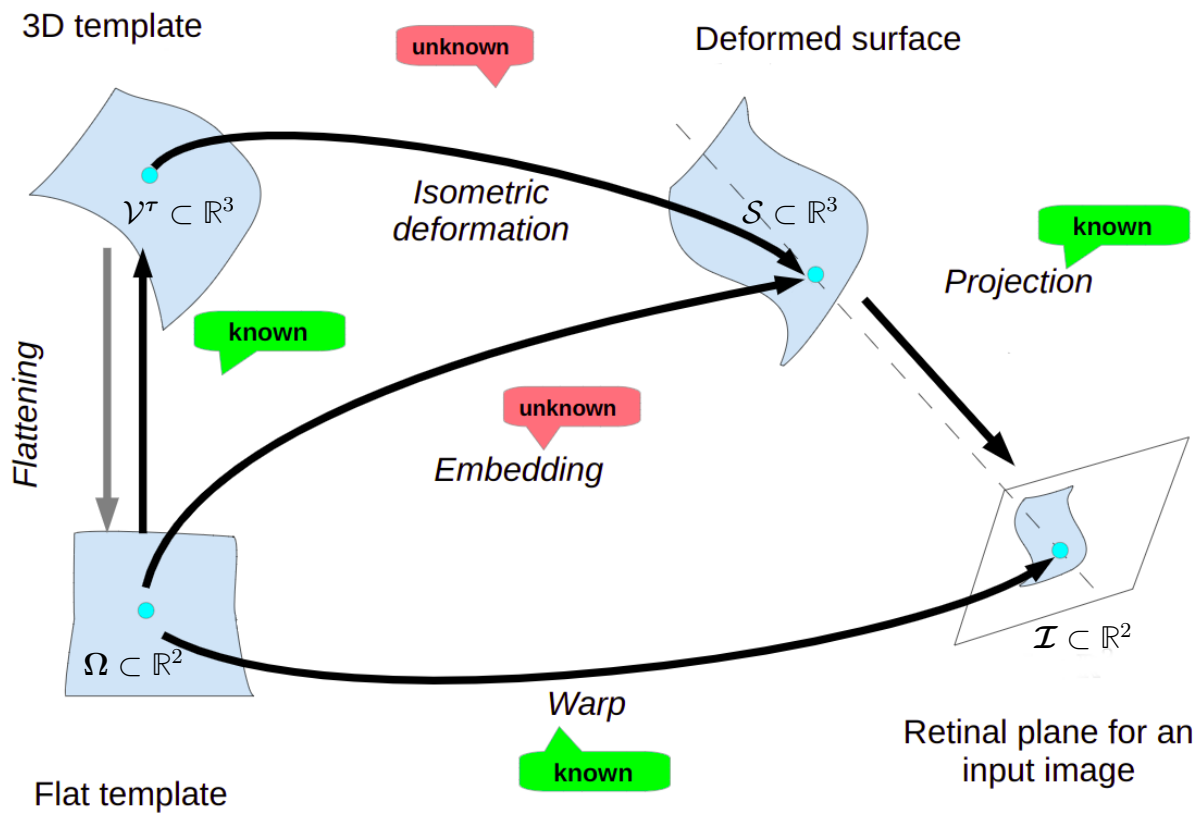 3D template
unknown
Deformed surface
𝒱^τ ⊂ ℝ³
Isometric
deformation
𝒮 ⊂ ℝ³
known
Projection
known
Flattening
unknown
Embedding
Ω ⊂ ℝ²
ℐ ⊂ ℝ²
Warp
known
Retinal plane for an
input image
Flat template